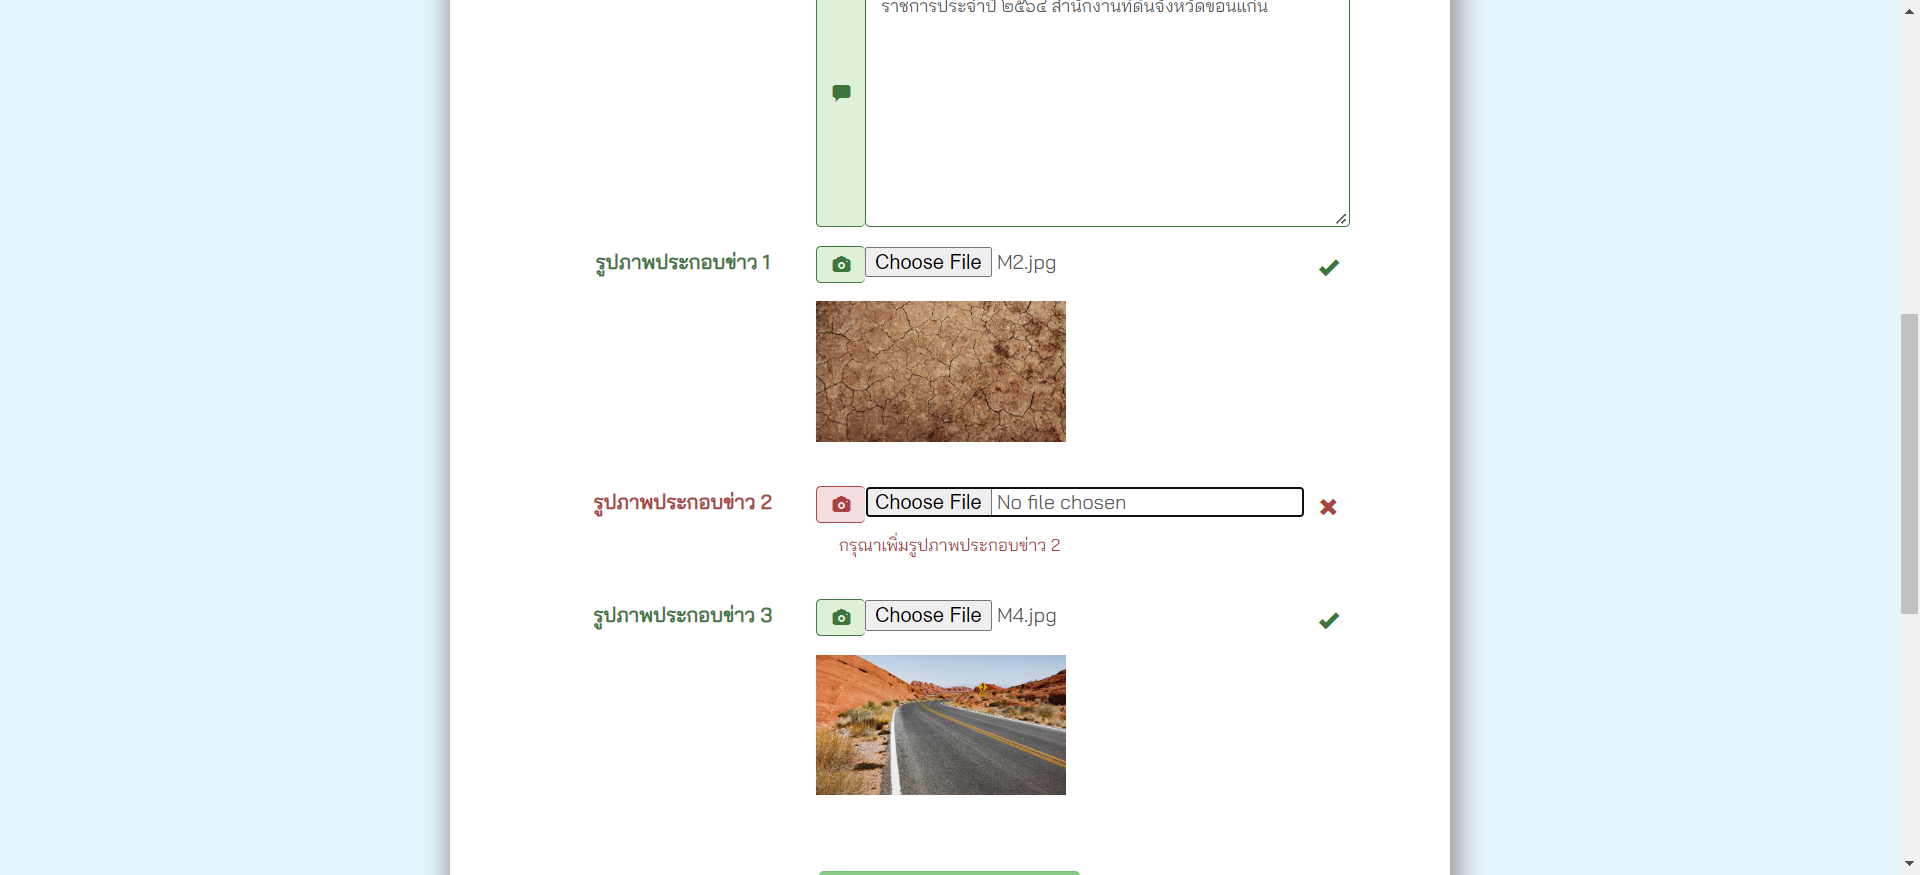 ราชการประจำปี ๒๕๖๔ สำนักงานที่ดินจังหวัดขอนแก่น
รูปภาพประกอบข่าว 1 Choose File M2.jpg
รูปภาพประกอบข่าว 2 Choose File No file chosen
กรุณาเพิ่มรูปภาพประกอบข่าว 2
รูปภาพประกอบข่าว 3 Choose File M4.jpg